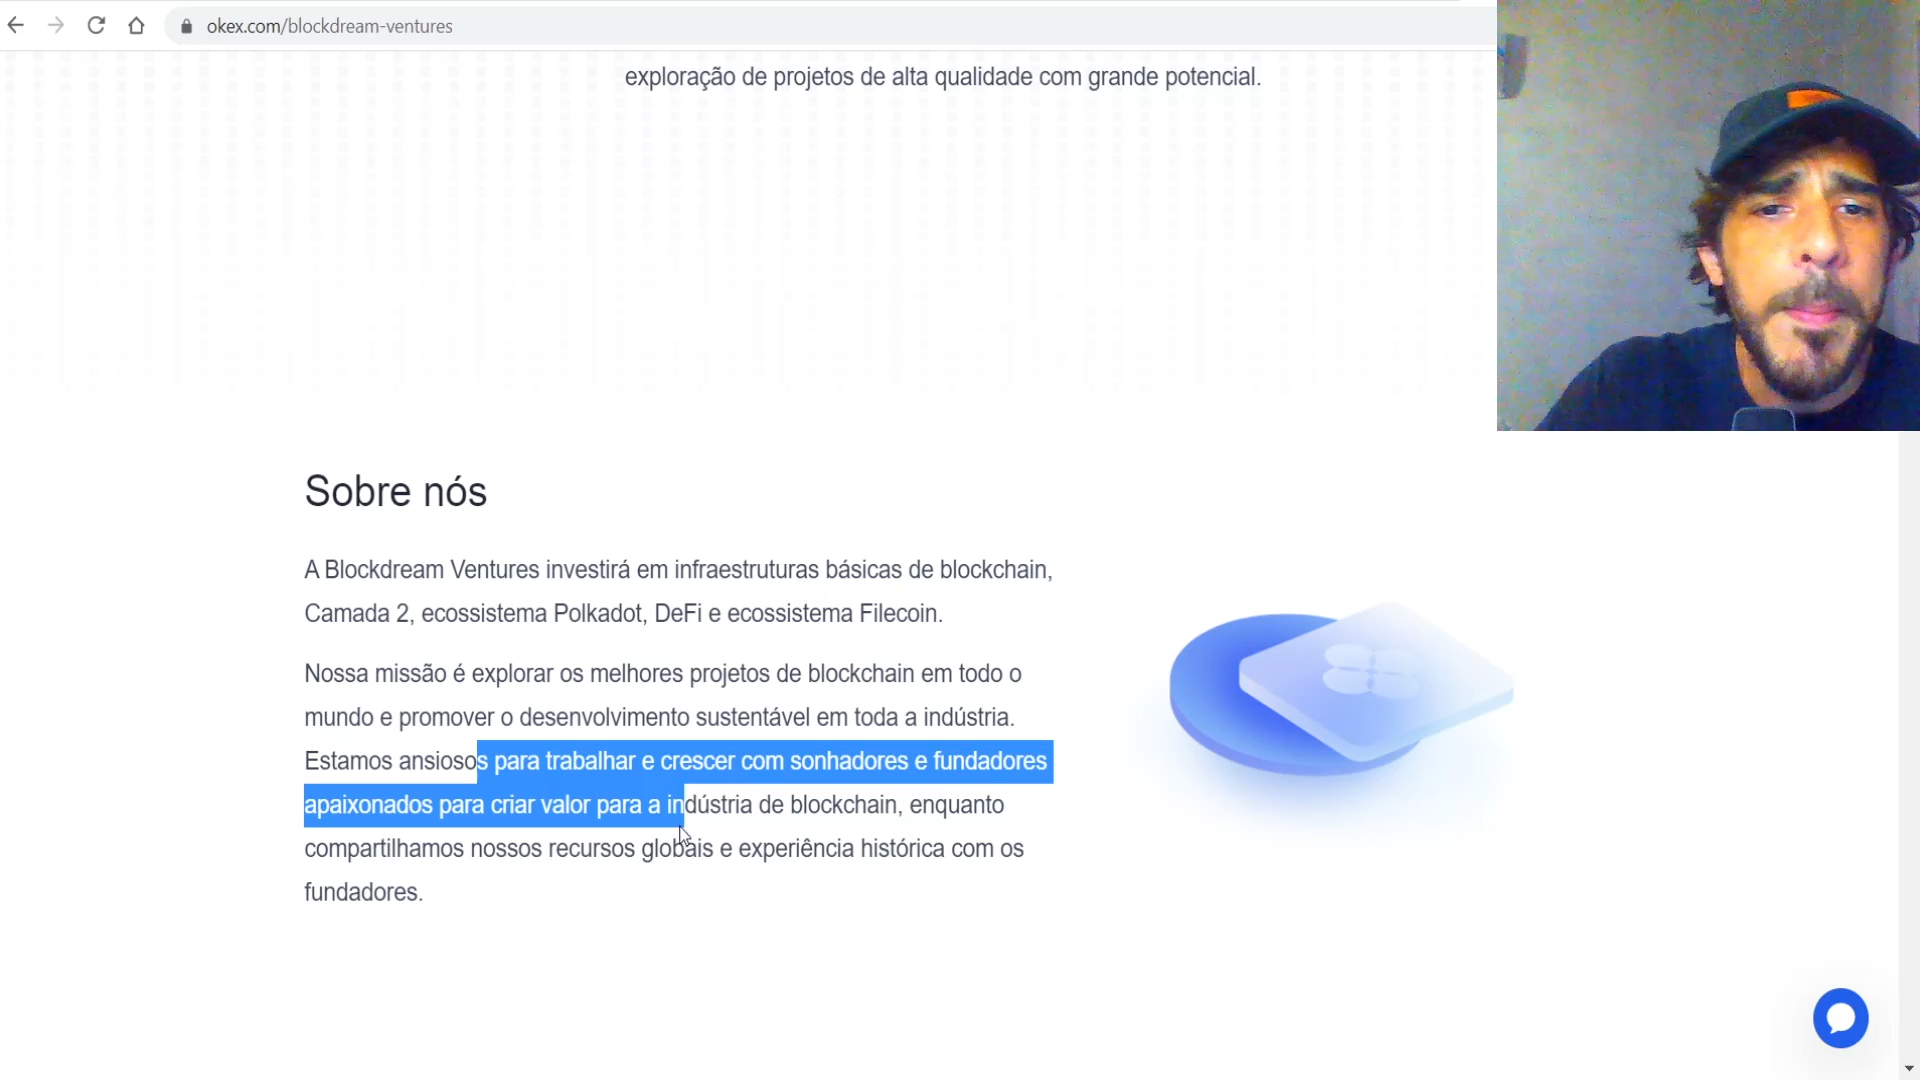 okex.com/blockdream-ventures
exploração de projetos de alta qualidade com grande potencial.
Sobre nós
A Blockdream Ventures investirá em infraestruturas básicas de blockchain,
Camada 2, ecossistema Polkadot, DeFi e ecossistema Filecoin.
Nossa missão é explorar os melhores projetos de blockchain em todo o
mundo e promover o desenvolvimento sustentável em toda a indústria.
Estamos ansiosos para trabalhar e crescer com sonhadores e fundadores
apaixonados para criar valor para a indústria de blockchain, enquanto
compartilhamos nossos recursos globais e experiência histórica com os
fundadores.